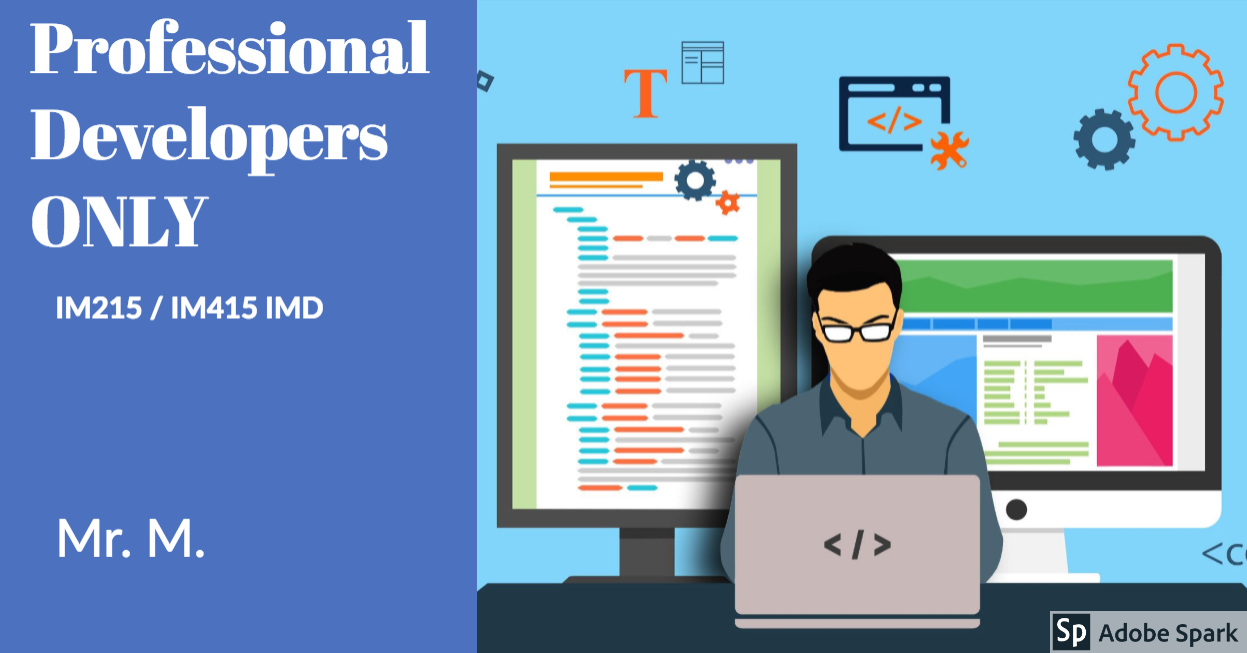 Professional
Developers
ONLY
IM215 / IM415 IMD
Mr. M.
T
</>
</>
<c
Sp Adobe Spark